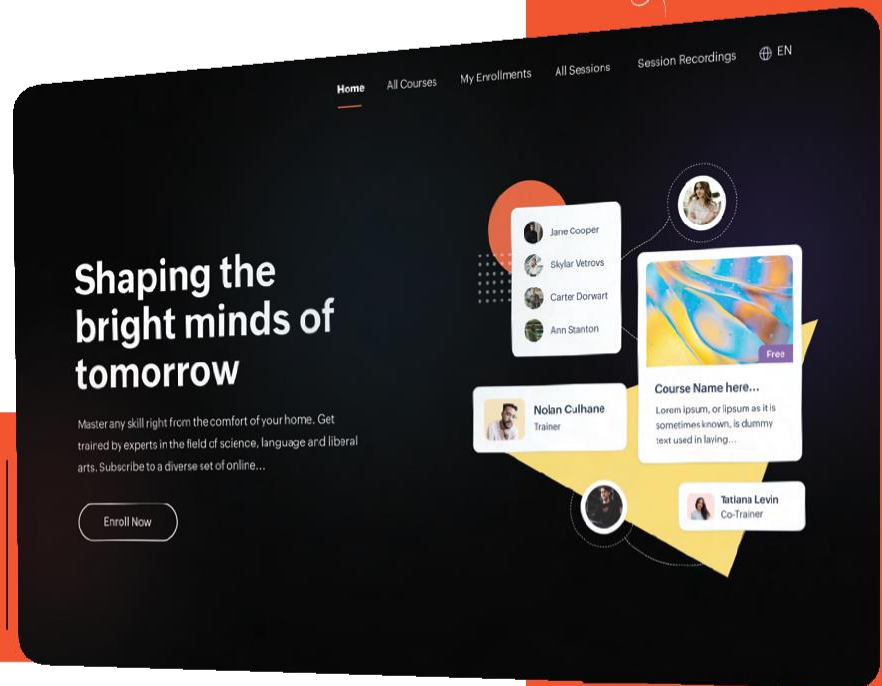 Home
All Courses
My Enrollments
All Sessions
Session Recordings
EN
Shaping the
bright minds of
tomorrow
Master any skill right from the comfort of your home. Get
trained by experts in the field of science, language and liberal
arts. Subscribe to a diverse set of online...
Enroll Now
Jane Cooper
Skylar Vetrovs
Carter Dorwart
Ann Stanton
Free
Course Name here...
Lorem ipsum, or lipsum as it is
sometimes known, is dummy
text used in laying...
Nolan Culhane
Trainer
Tatiana Levin
Co-Trainer